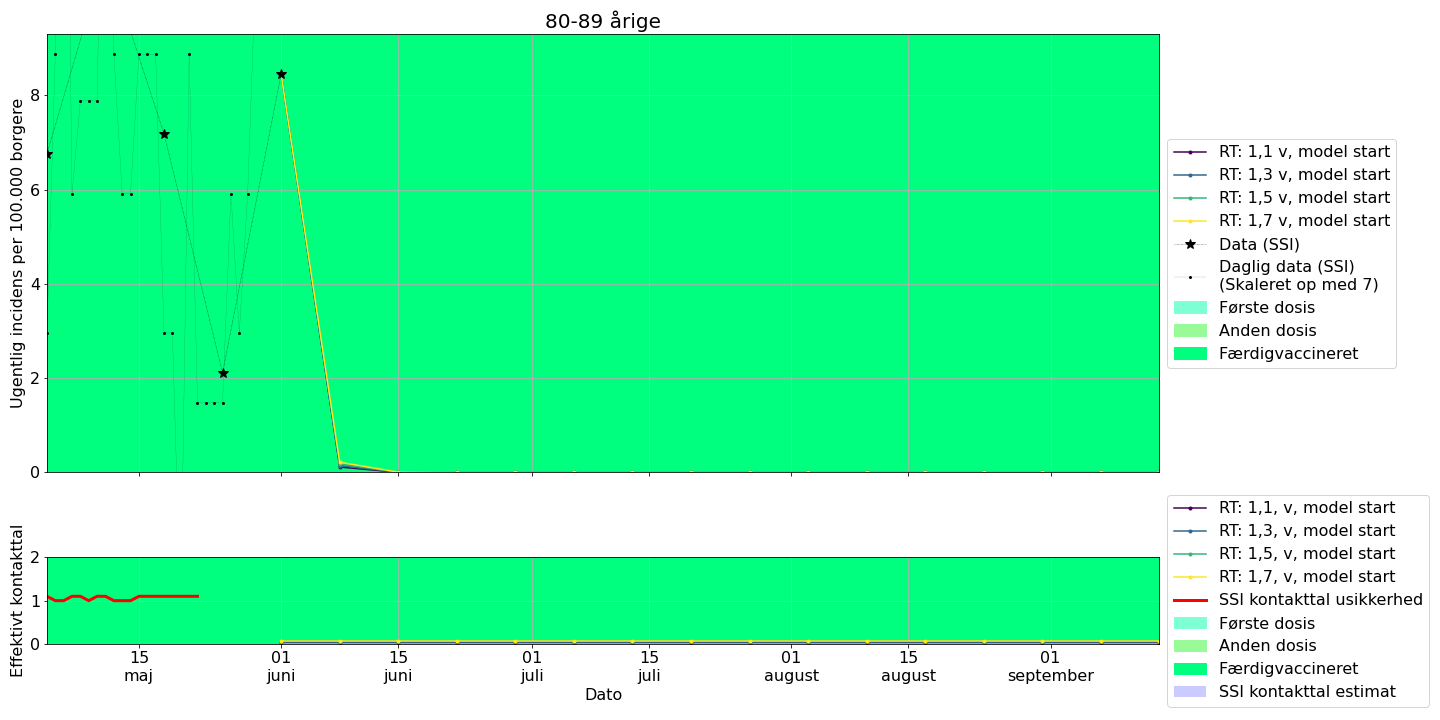 80-89 årige
Ugentlig incidens per 100.000 borgere
8
6
4
2
0
RT: 1,1 v, model start
RT: 1,3 v, model start
RT: 1,5 v, model start
RT: 1,7 v, model start
Data (SSI)
Daglig data (SSI)
(Skaleret op med 7)
Første dosis
Anden dosis
Færdigvaccineret
Effektivt kontakttal
2
1
0
15
maj
01
juni
15
juni
01
juli
15
juli
01
august
15
august
01
september
Dato
RT: 1,1, v, model start
RT: 1,3, v, model start
RT: 1,5, v, model start
RT: 1,7, v, model start
SSI kontakttal usikkerhed
Første dosis
Anden dosis
Færdigvaccineret
SSI kontakttal estimat